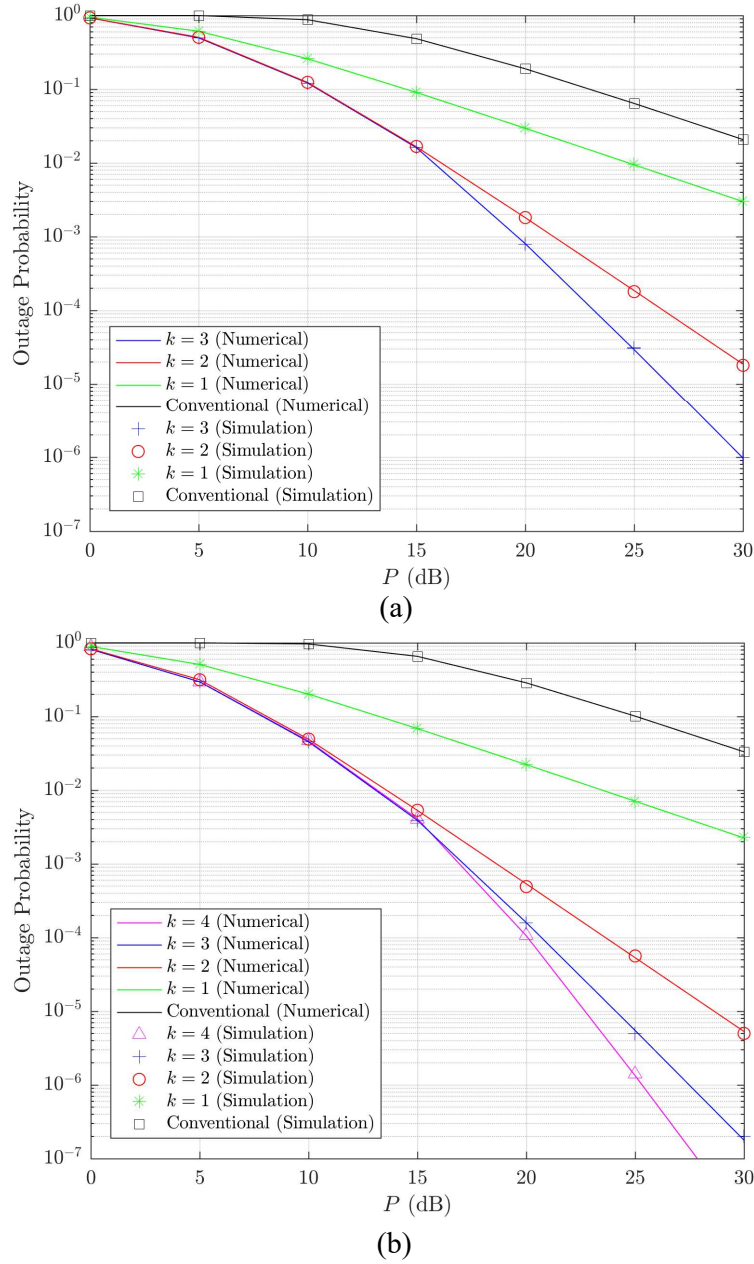 10^0
10^-1
10^-2
10^-3
10^-4
10^-5
10^-6
10^-7
Outage Probability
k = 3 (Numerical)
k = 2 (Numerical)
k = 1 (Numerical)
Conventional (Numerical)
k = 3 (Simulation)
k = 2 (Simulation)
k = 1 (Simulation)
Conventional (Simulation)
0 5 10 15 20 25 30
P (dB)
(a)
10^0
10^-1
10^-2
10^-3
10^-4
10^-5
10^-6
10^-7
Outage Probability
k = 4 (Numerical)
k = 3 (Numerical)
k = 2 (Numerical)
k = 1 (Numerical)
Conventional (Numerical)
k = 4 (Simulation)
k = 3 (Simulation)
k = 2 (Simulation)
k = 1 (Simulation)
Conventional (Simulation)
0 5 10 15 20 25 30
P (dB)
(b)